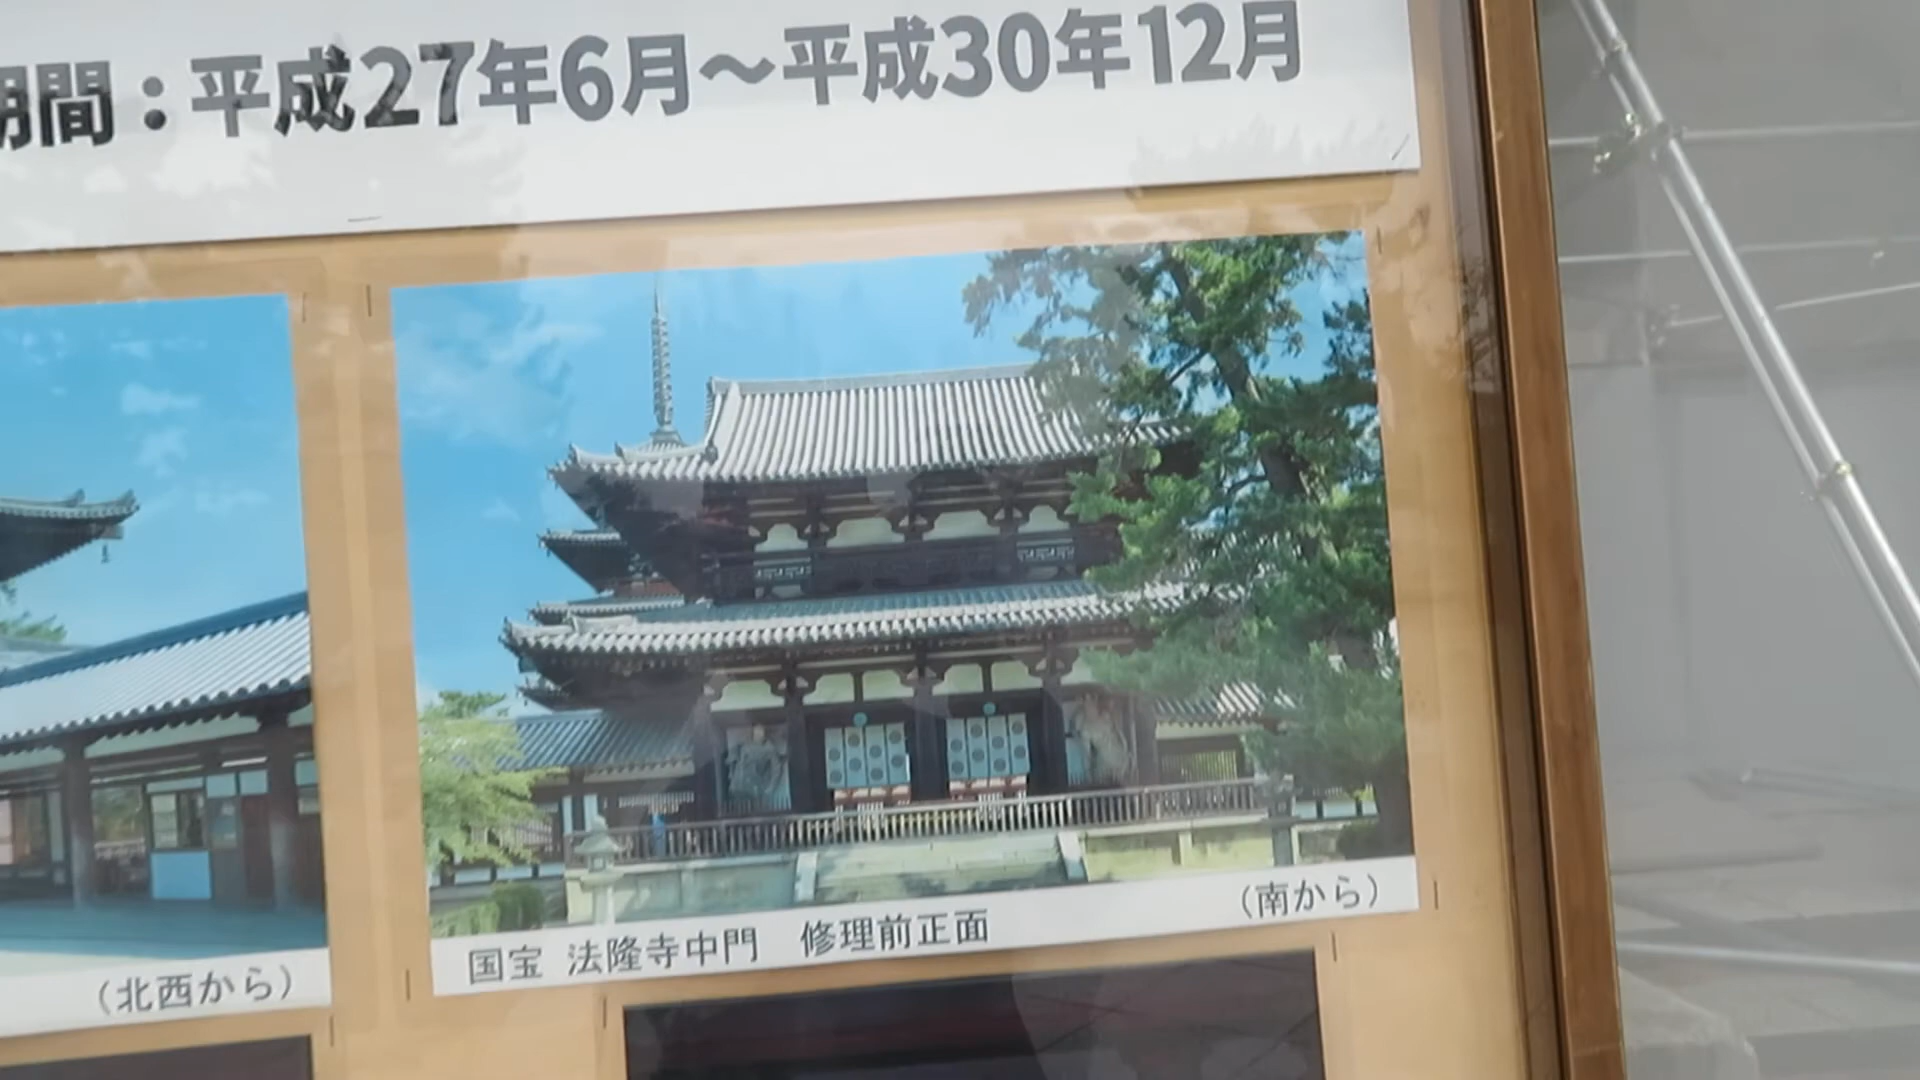 期間：平成27年6月～平成30年12月
（北西から）
国宝 法隆寺中門 修理前正面 （南から）